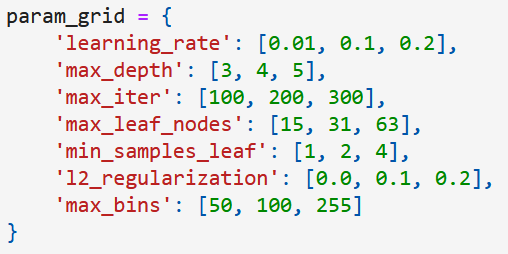 param_grid = {
    'learning_rate': [0.01, 0.1, 0.2],
    'max_depth': [3, 4, 5],
    'max_iter': [100, 200, 300],
    'max_leaf_nodes': [15, 31, 63],
    'min_samples_leaf': [1, 2, 4],
    'l2_regularization': [0.0, 0.1, 0.2],
    'max_bins': [50, 100, 255]
}